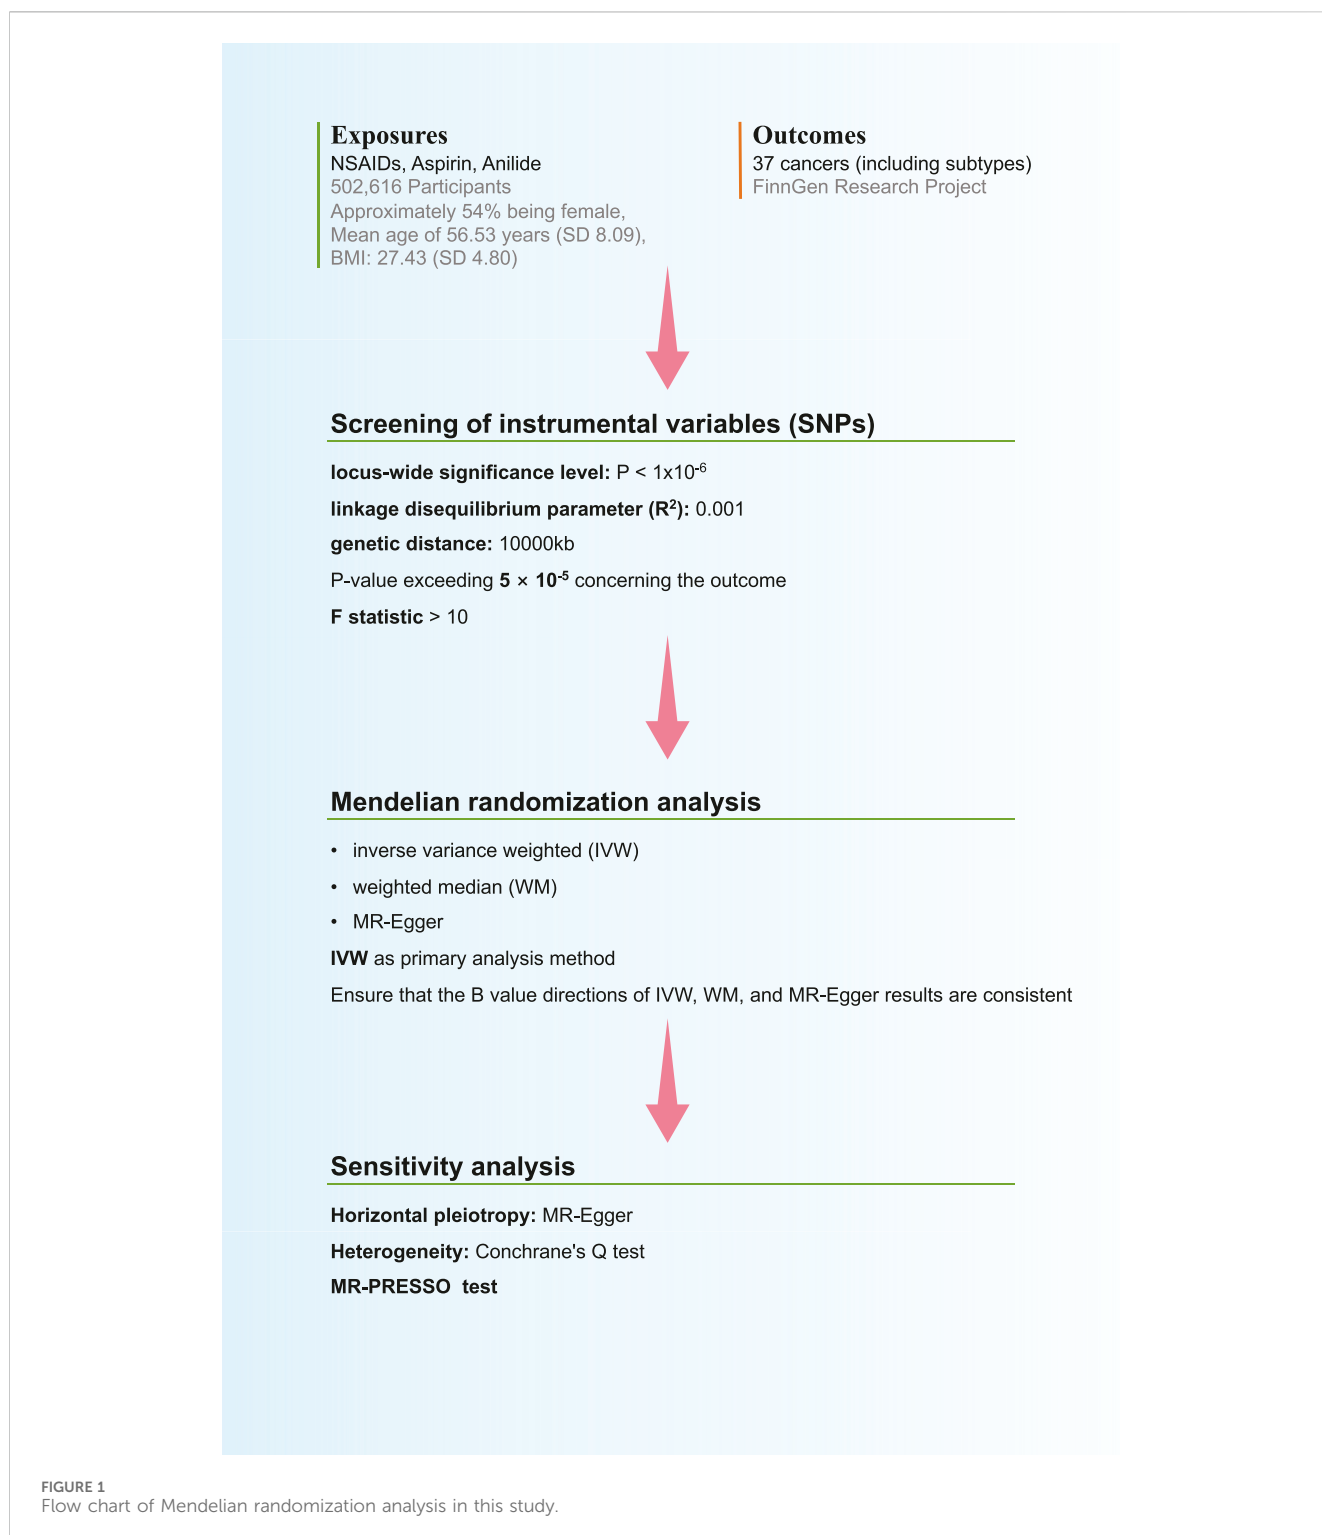 Exposures
NSAIDs, Aspirin, Anilide
502,616 Participants
Approximately 54% being female,
Mean age of 56.53 years (SD 8.09),
BMI: 27.43 (SD 4.80)
Outcomes
37 cancers (including subtypes)
FinnGen Research Project
Screening of instrumental variables (SNPs)
locus-wide significance level: P < 1x10⁻⁶
linkage disequilibrium parameter (R²): 0.001
genetic distance: 10000kb
P-value exceeding 5 × 10⁻⁵ concerning the outcome
F statistic > 10
Mendelian randomization analysis
• inverse variance weighted (IVW)
• weighted median (WM)
• MR-Egger
IVW as primary analysis method
Ensure that the B value directions of IVW, WM, and MR-Egger results are consistent
Sensitivity analysis
Horizontal pleiotropy: MR-Egger
Heterogeneity: Conchrane's Q test
MR-PRESSO test
FIGURE 1
Flow chart of Mendelian randomization analysis in this study.